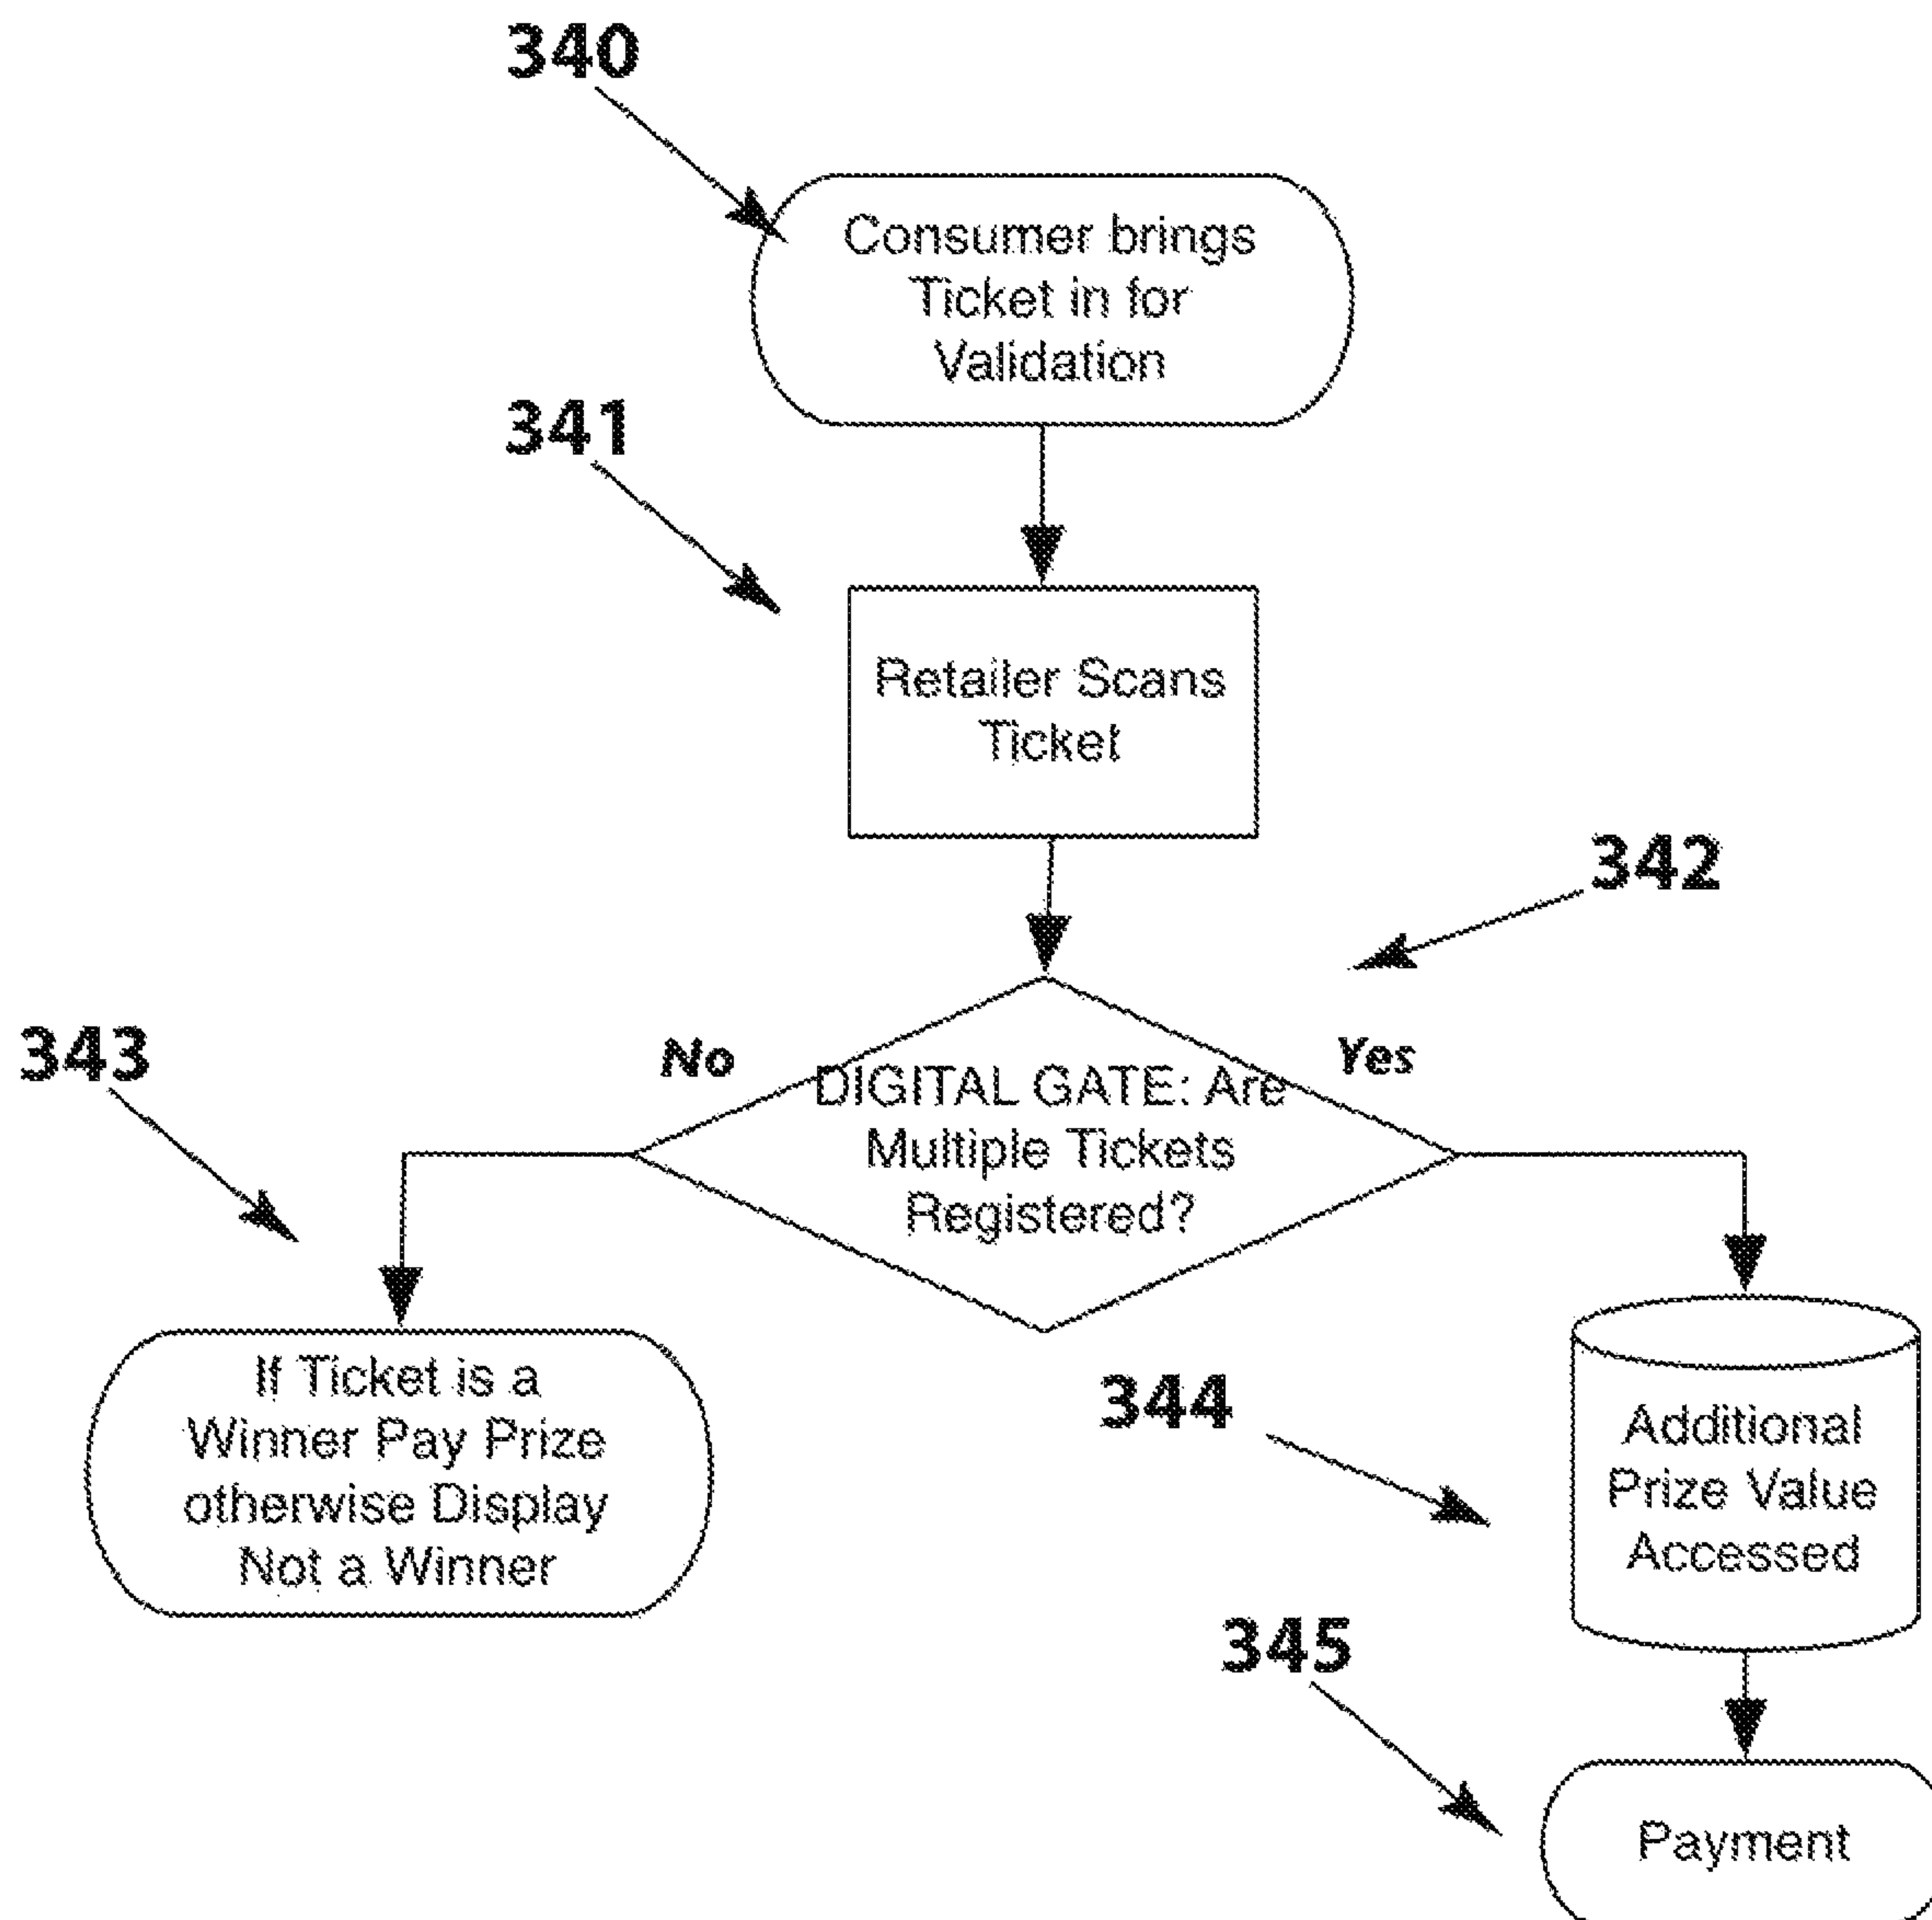 340
Consumer brings
Ticket in for
Validation
341
Retailer Scans
Ticket
342
343
No
Yes
DIGITAL GATE: Are
Multiple Tickets
Registered?
If Ticket is a
Winner Pay Prize
otherwise Display
Not a Winner
344
Additional
Prize Value
Accessed
345
Payment